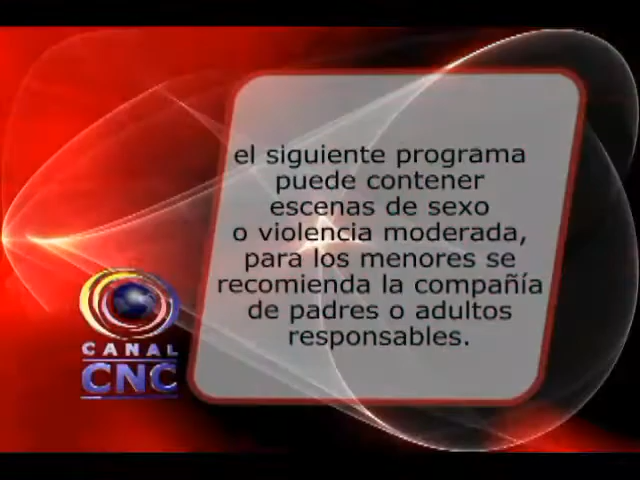 el siguiente programa
puede contener
escenas de sexo
o violencia moderada,
para los menores se
recomienda la compañía
de padres o adultos
responsables.
CANAL
CNC